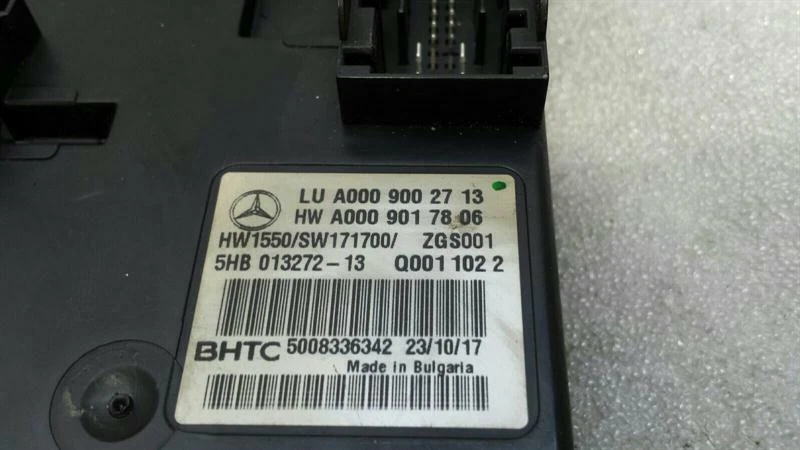 LU A000 900 27 13
HW A000 901 78 06
HW1550/SW171700/ ZGS001
5HB 013272-13 Q001 102 2
BHTC 5008336342 23/10/17
Made in Bulgaria